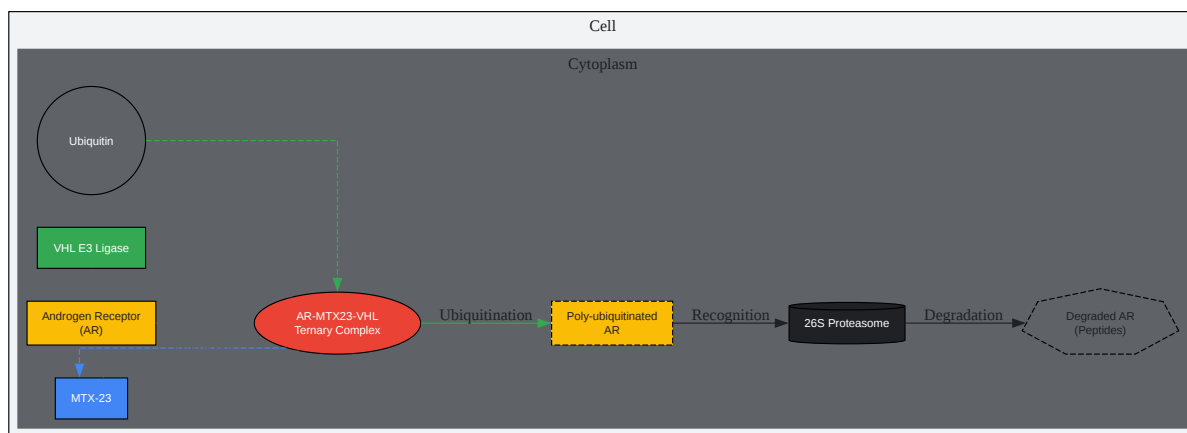 Cell
Cytoplasm
Ubiquitin
VHL E3 Ligase
Androgen Receptor
(AR)
MTX-23
AR-MTX23-VHL
Ternary Complex
Ubiquitination
Poly-ubiquitinated
AR
Recognition
26S Proteasome
Degradation
Degraded AR
(Peptides)